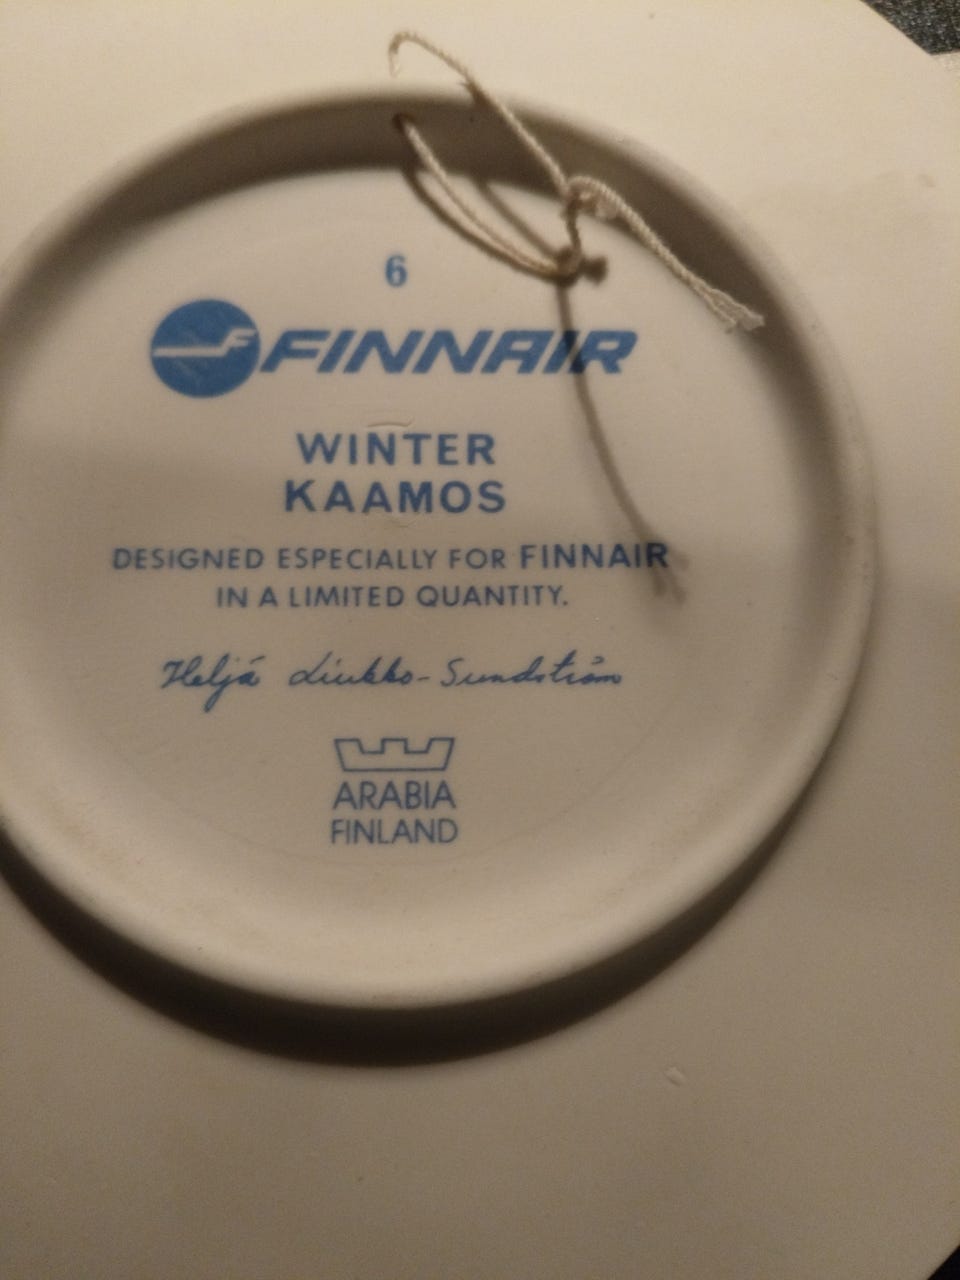 6
F FINNAIR
WINTER
KAAMOS
DESIGNED ESPECIALLY FOR FINNAIR
IN A LIMITED QUANTITY.
Heljä Liukko-Sundström
ARABIA
FINLAND